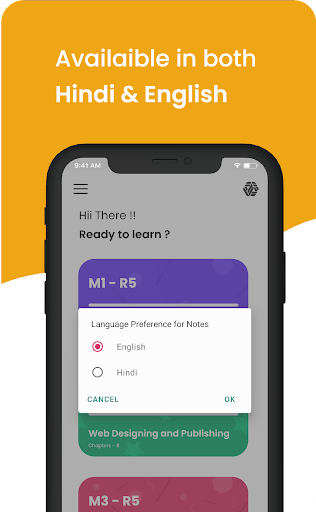 Availaible in both
Hindi & English
9:41 AM
Hii There !!
Ready to learn ?
M1 - R5
Language Preference for Notes
English
Hindi
CANCEL
OK
Web Designing and Publishing
Chapters - 8
M3 - R5